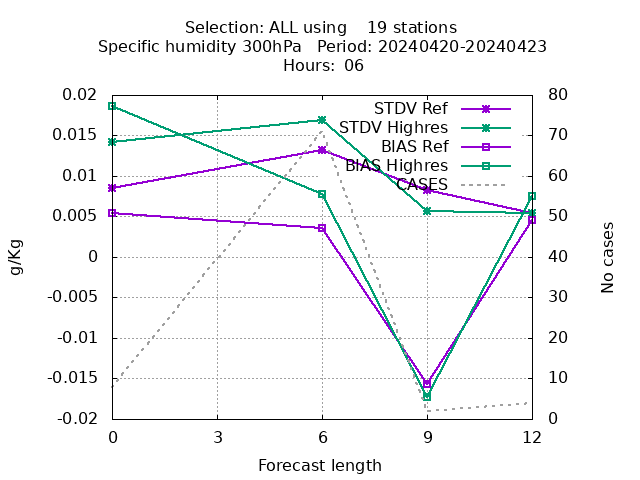 Selection: ALL using    19 stations
Specific humidity 300hPa   Period: 20240420-20240423
Hours: 06
0.02
0.015
0.01
0.005
0
-0.005
-0.01
-0.015
-0.02
80
70
60
50
40
30
20
10
0
STDV Ref
STDV Highres
BIAS Ref
BIAS Highres
CASES
g/Kg
No cases
0 3 6 9 12
Forecast length